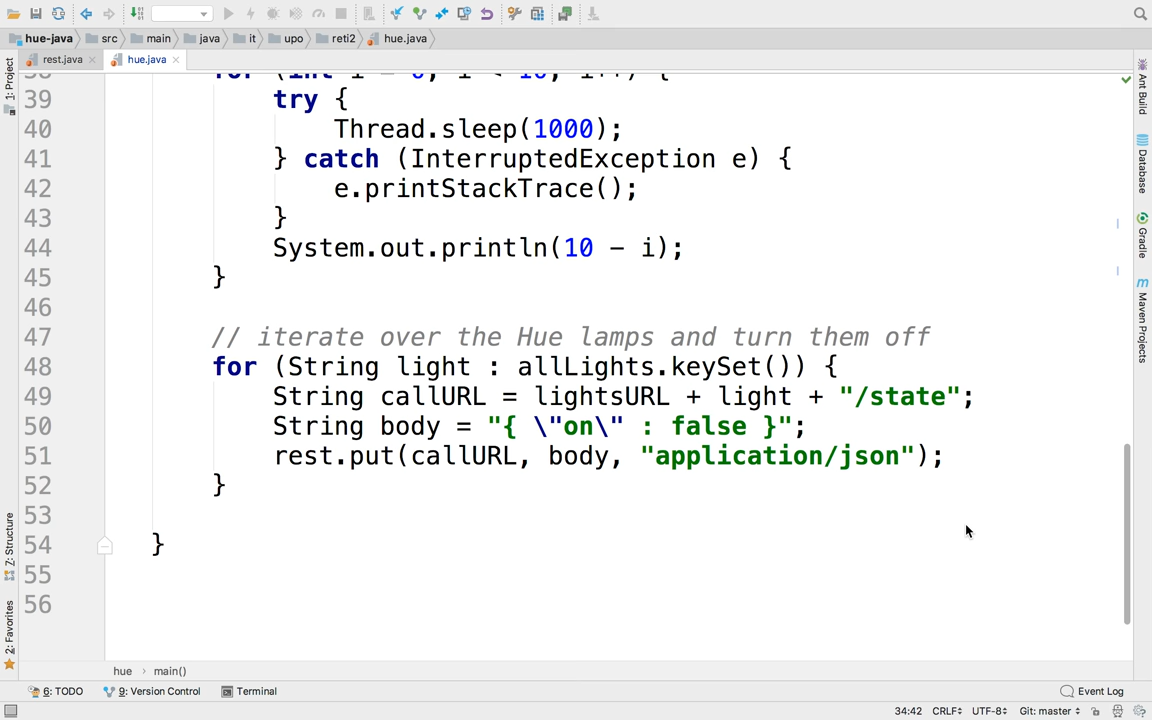 hue-java src main java it upo reti2 hue.java
rest.java hue.java
1: Project
Ant Build
Database
Gradle
Maven Projects
Z: Structure
2: Favorites
39 try {
40 Thread.sleep(1000);
41 } catch (InterruptedException e) {
42 e.printStackTrace();
43 }
44 System.out.println(10 - i);
45 }
46
47 // iterate over the Hue lamps and turn them off
48 for (String light : allLights.keySet()) {
49 String callURL = lightsURL + light + "/state";
50 String body = "{ \"on\" : false }";
51 rest.put(callURL, body, "application/json");
52 }
53
54 }
55
56
hue › main()
6: TODO 9: Version Control Terminal Event Log
34:42 CRLF UTF-8 Git: master